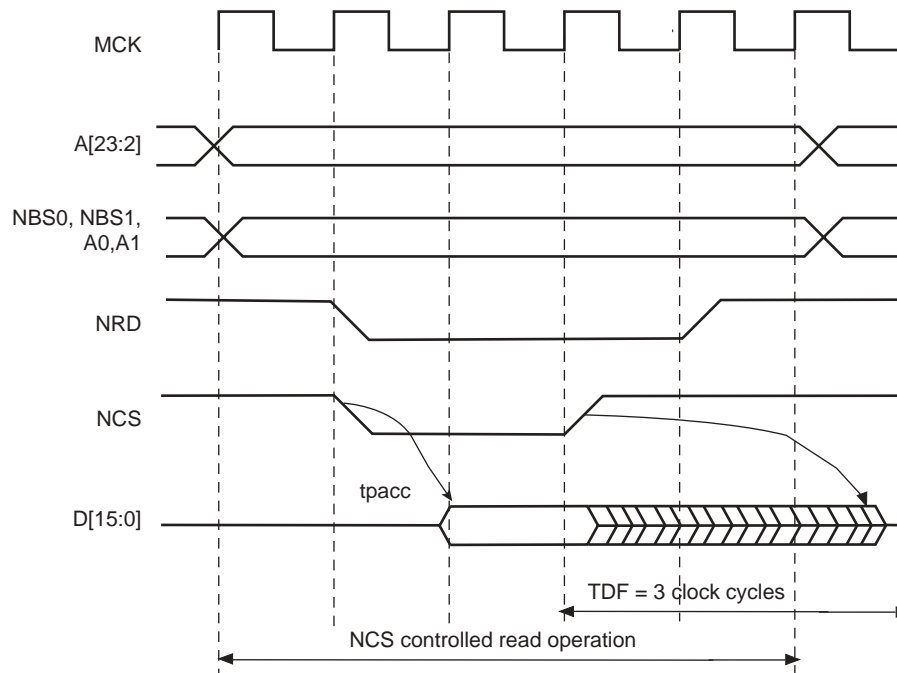 MCK
A[23:2]
NBS0, NBS1,
A0,A1
NRD
NCS
tpacc
D[15:0]
TDF = 3 clock cycles
NCS controlled read operation